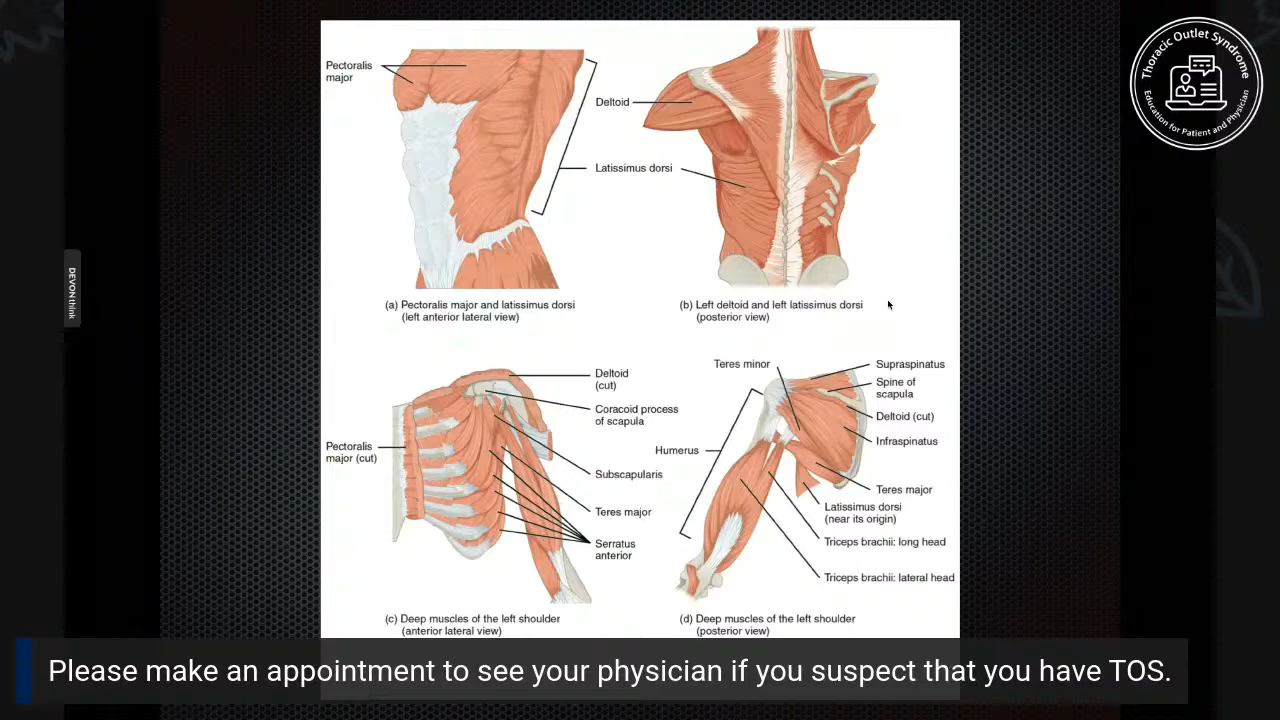 Pectoralis
major
Deltoid
Latissimus dorsi
(a) Pectoralis major and latissimus dorsi
(left anterior lateral view)
(b) Left deltoid and left latissimus dorsi
(posterior view)
Deltoid
(cut)
Coracoid process
of scapula
Pectoralis
major (cut)
Subscapularis
Teres major
Serratus
anterior
Teres minor
Supraspinatus
Spine of
scapula
Deltoid (cut)
Infraspinatus
Humerus
Teres major
Latissimus dorsi
(near its origin)
Triceps brachii: long head
Triceps brachii: lateral head
(c) Deep muscles of the left shoulder
(anterior lateral view)
(d) Deep muscles of the left shoulder
(posterior view)
Thoracic Outlet Syndrome
Education for Patient and Physician
DEVONthink
Please make an appointment to see your physician if you suspect that you have TOS.